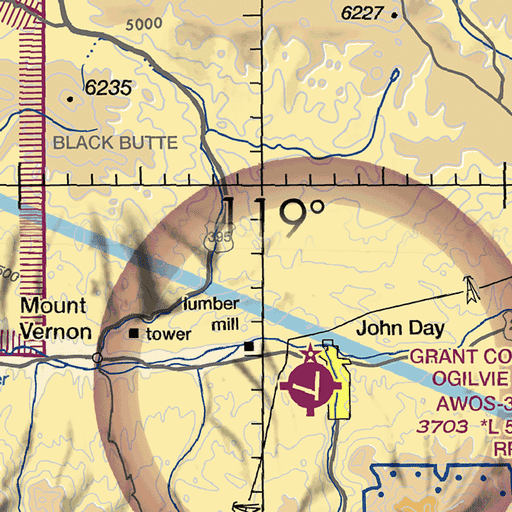 6227
5000
6235
BLACK BUTTE
119°
395
Mount
Vernon
lumber
mill
tower
John Day
GRANT CO
OGILVIE
AWOS-3
3703 *L 5